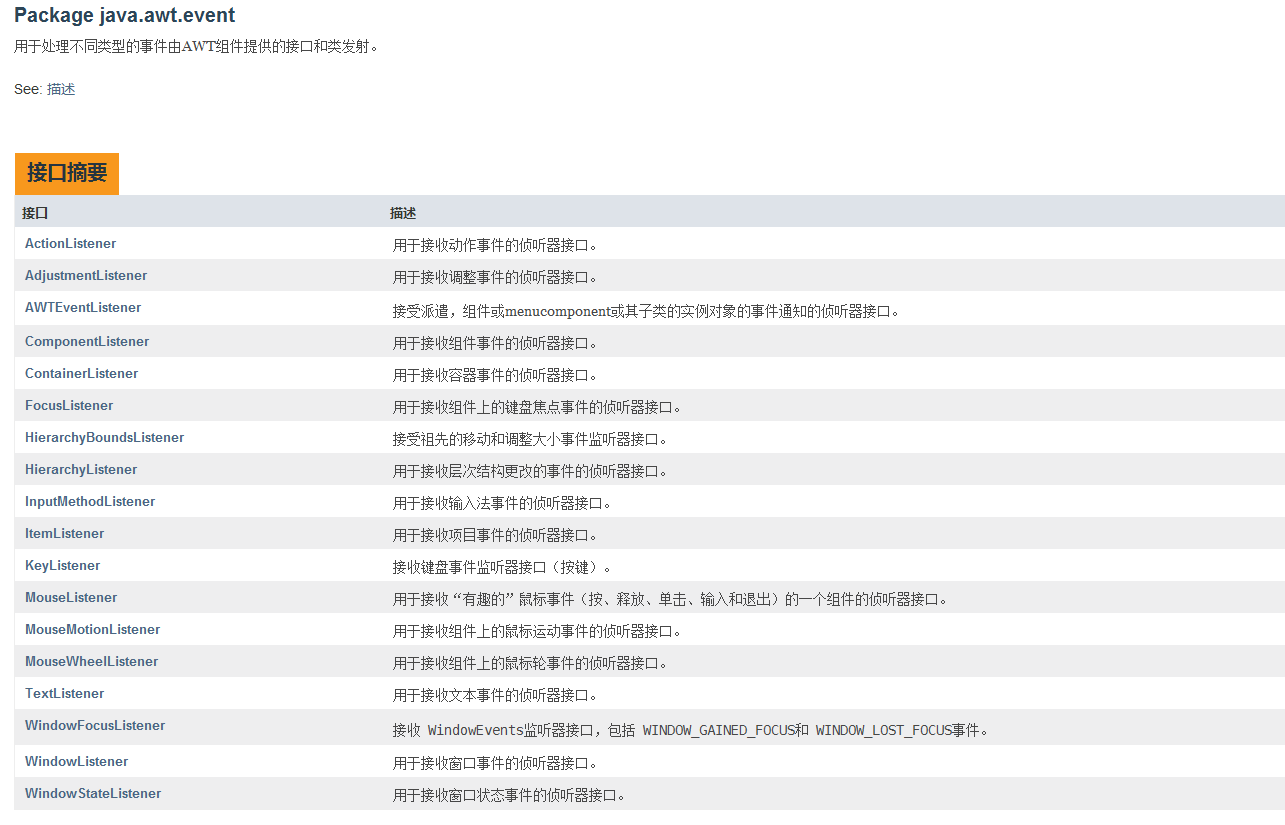 Package java.awt.event
用于处理不同类型的事件由AWT组件提供的接口和类发射。
See: 描述
接口摘要
接口 描述
ActionListener 用于接收动作事件的侦听器接口。
AdjustmentListener 用于接收调整事件的侦听器接口。
AWTEventListener 接受派遣，组件或menucomponent或其子类的实例对象的事件通知的侦听器接口。
ComponentListener 用于接收组件事件的侦听器接口。
ContainerListener 用于接收容器事件的侦听器接口。
FocusListener 用于接收组件上的键盘焦点事件的侦听器接口。
HierarchyBoundsListener 接受祖先的移动和调整大小事件监听器接口。
HierarchyListener 用于接收层次结构更改的事件的侦听器接口。
InputMethodListener 用于接收输入法事件的侦听器接口。
ItemListener 用于接收项目事件的侦听器接口。
KeyListener 接收键盘事件监听器接口（按键）。
MouseListener 用于接收“有趣的”鼠标事件（按、释放、单击、输入和退出）的一个组件的侦听器接口。
MouseMotionListener 用于接收组件上的鼠标运动事件的侦听器接口。
MouseWheelListener 用于接收组件上的鼠标轮事件的侦听器接口。
TextListener 用于接收文本事件的侦听器接口。
WindowFocusListener 接收 WindowEvents监听器接口，包括 WINDOW_GAINED_FOCUS和 WINDOW_LOST_FOCUS事件。
WindowListener 用于接收窗口事件的侦听器接口。
WindowStateListener 用于接收窗口状态事件的侦听器接口。